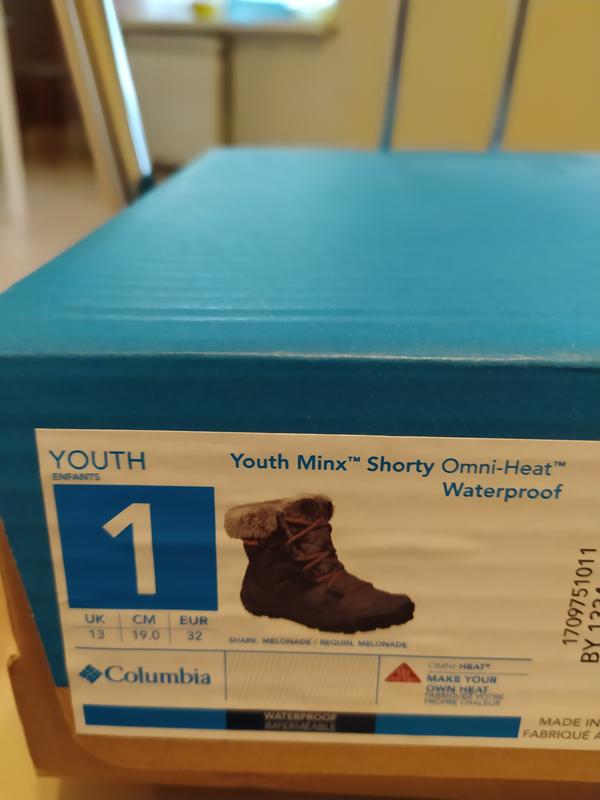 YOUTH
ENFANTS
Youth Minx™ Shorty Omni-Heat™
Waterproof
1
UK CM EUR
13 19.0 32
SHARK, MELONADE / REQUIN, MELONADE
Columbia
OMNI-HEAT®
MAKE YOUR
OWN HEAT
FABRIQUEZ VOTRE
PROPRE CHALEUR
WATERPROOF
IMPERMÉABLE
1709751011
MADE IN
FABRIQUÉ A